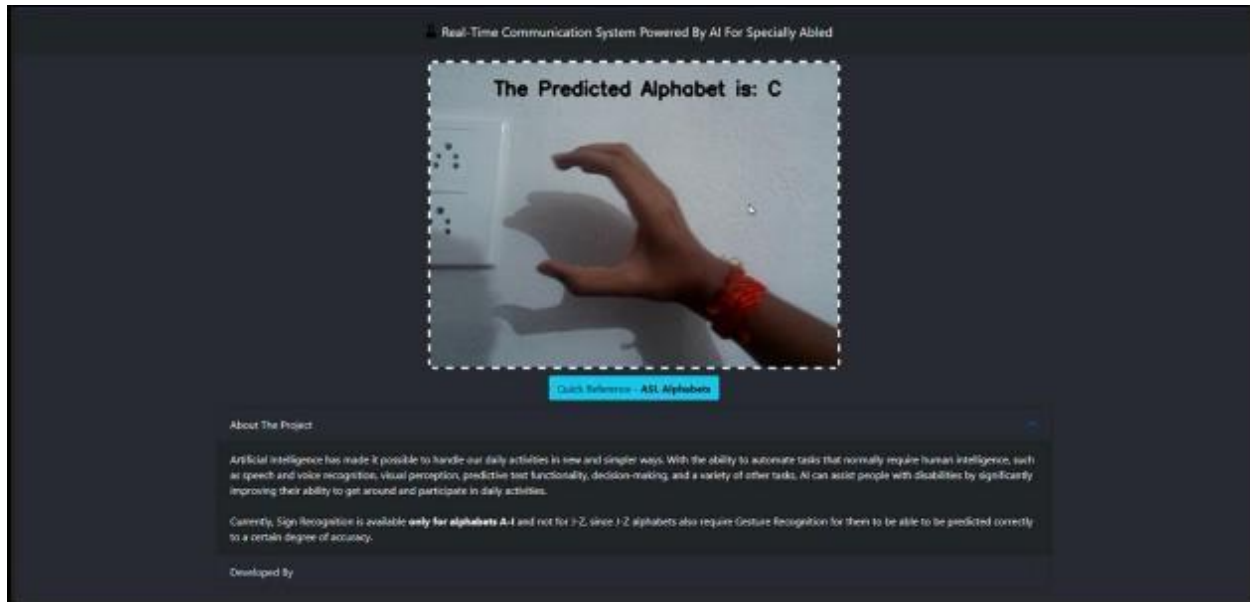 Real-Time Communication System Powered By AI For Specially Abled
The Predicted Alphabet is: C
Quick Reference - ASL Alphabets
About The Project
Artificial Intelligence has made it possible to handle our daily activities in new and simpler ways. With the ability to automate tasks that normally require human intelligence, such
as speech and voice recognition, visual perception, predictive text functionality, decision-making, and a variety of other tasks, AI can assist people with disabilities by significantly
improving their ability to get around and participate in daily activities.
Currently, Sign Recognition is available only for alphabets A-I and not for J-Z, since J-Z alphabets also require Gesture Recognition for them to be able to be predicted correctly
to a certain degree of accuracy.
Developed By